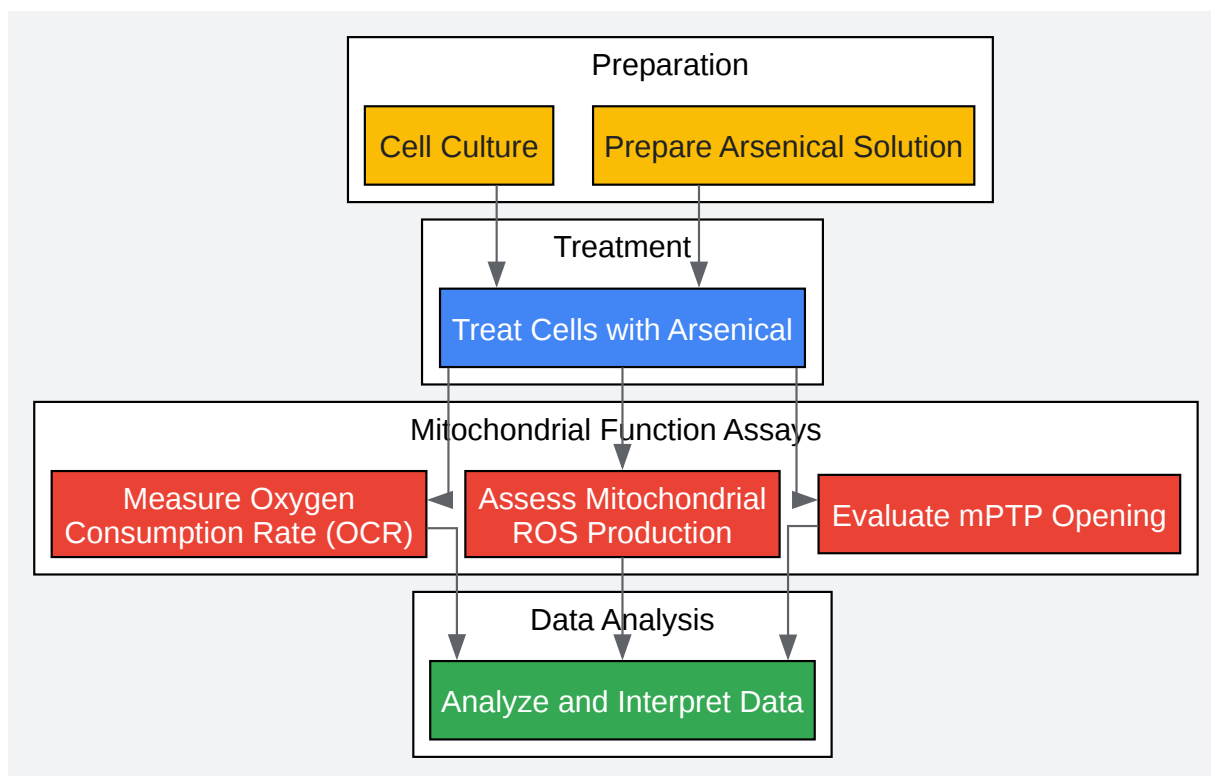 Preparation
Cell Culture
Prepare Arsenical Solution
Treatment
Treat Cells with Arsenical
Mitochondrial Function Assays
Measure Oxygen
Consumption Rate (OCR)
Assess Mitochondrial
ROS Production
Evaluate mPTP Opening
Data Analysis
Analyze and Interpret Data